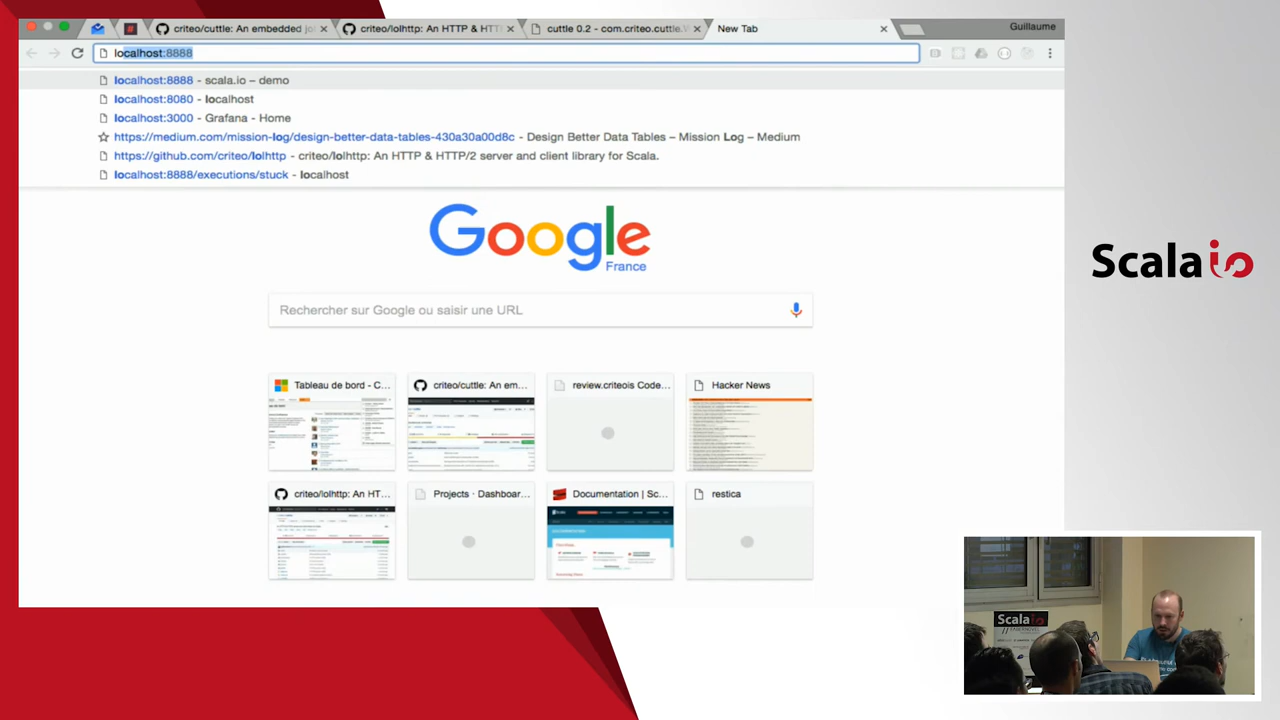 criteo/cuttle: An embedded jo
criteo/lolhttp: An HTTP & HTT
cuttle 0.2 - com.criteo.cuttle.
New Tab
Guillaume
localhost:8888
localhost:8888 - scala.io – demo
localhost:8080 - localhost
localhost:3000 - Grafana - Home
https://medium.com/mission-log/design-better-data-tables-430a30a00d8c - Design Better Data Tables – Mission Log – Medium
https://github.com/criteo/lolhttp - criteo/lolhttp: An HTTP & HTTP/2 server and client library for Scala.
localhost:8888/executions/stuck - localhost
Google
France
Rechercher sur Google ou saisir une URL
Tableau de bord - C...
criteo/cuttle: An em...
review.criteois Code...
Hacker News
criteo/lolhttp: An HT...
Projects · Dashboar...
Documentation | Sc...
restica
Scala io
Scala io